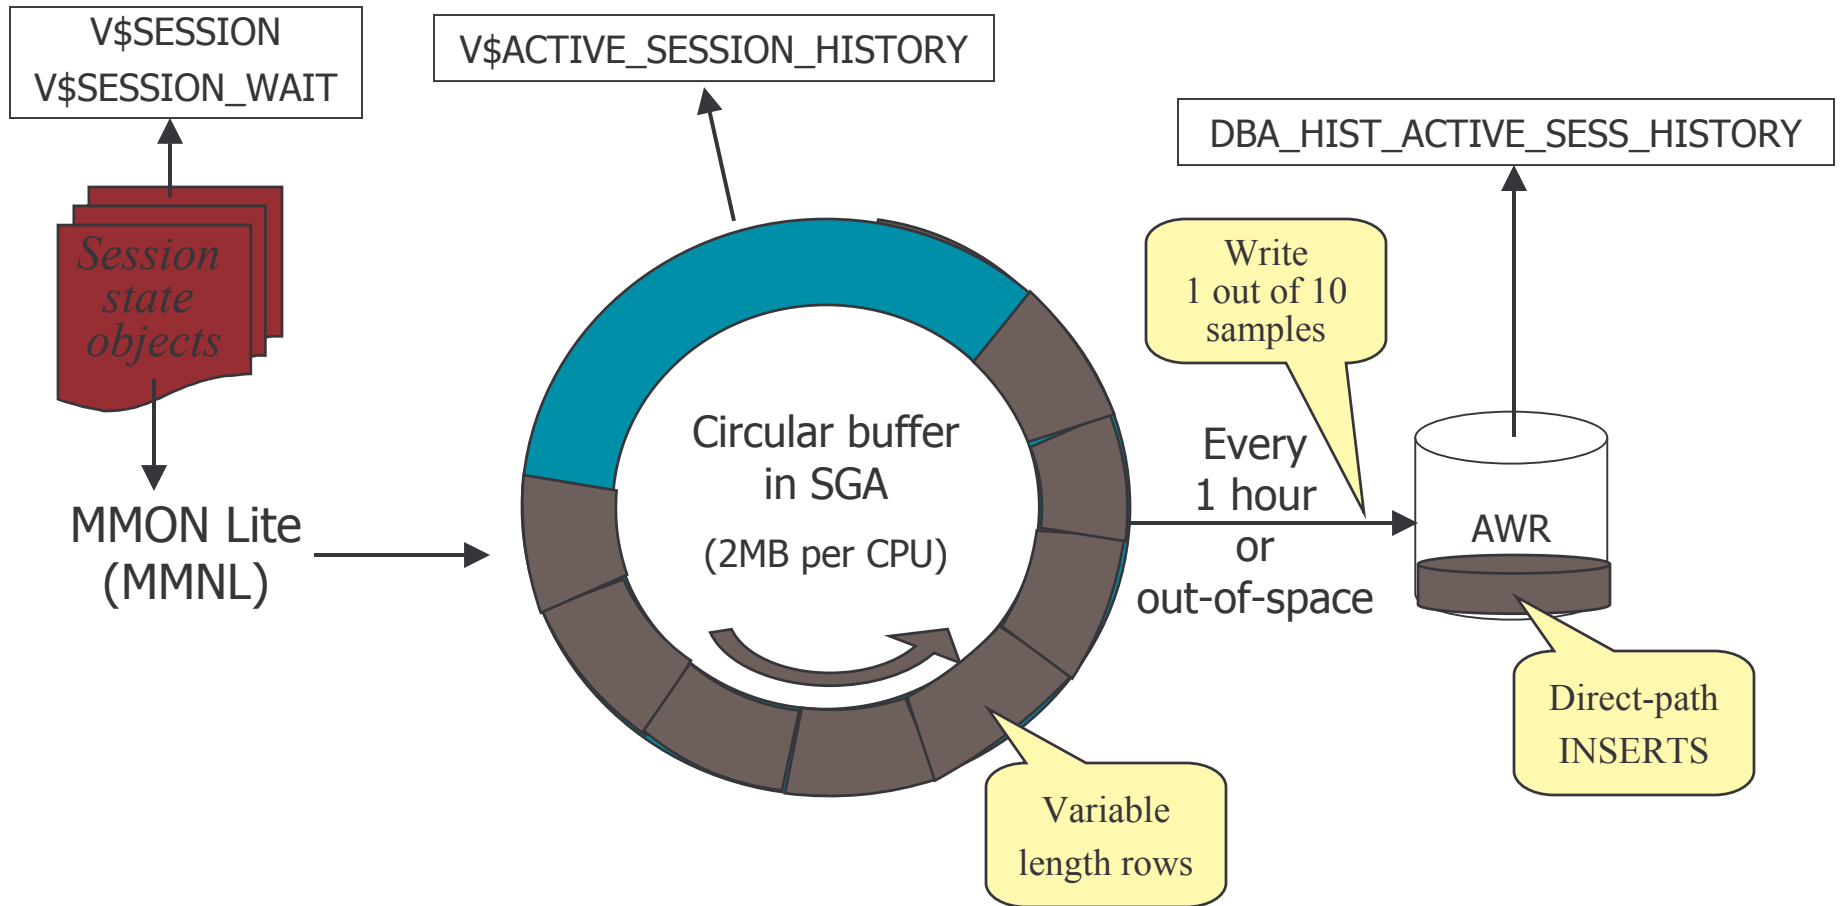 V$SESSION
V$SESSION_WAIT
V$ACTIVE_SESSION_HISTORY
DBA_HIST_ACTIVE_SESS_HISTORY
Session
state
objects
Write
1 out of 10
samples
Circular buffer
in SGA
(2MB per CPU)
Every
1 hour
or
out-of-space
AWR
MMON Lite
(MMNL)
Direct-path
INSERTS
Variable
length rows